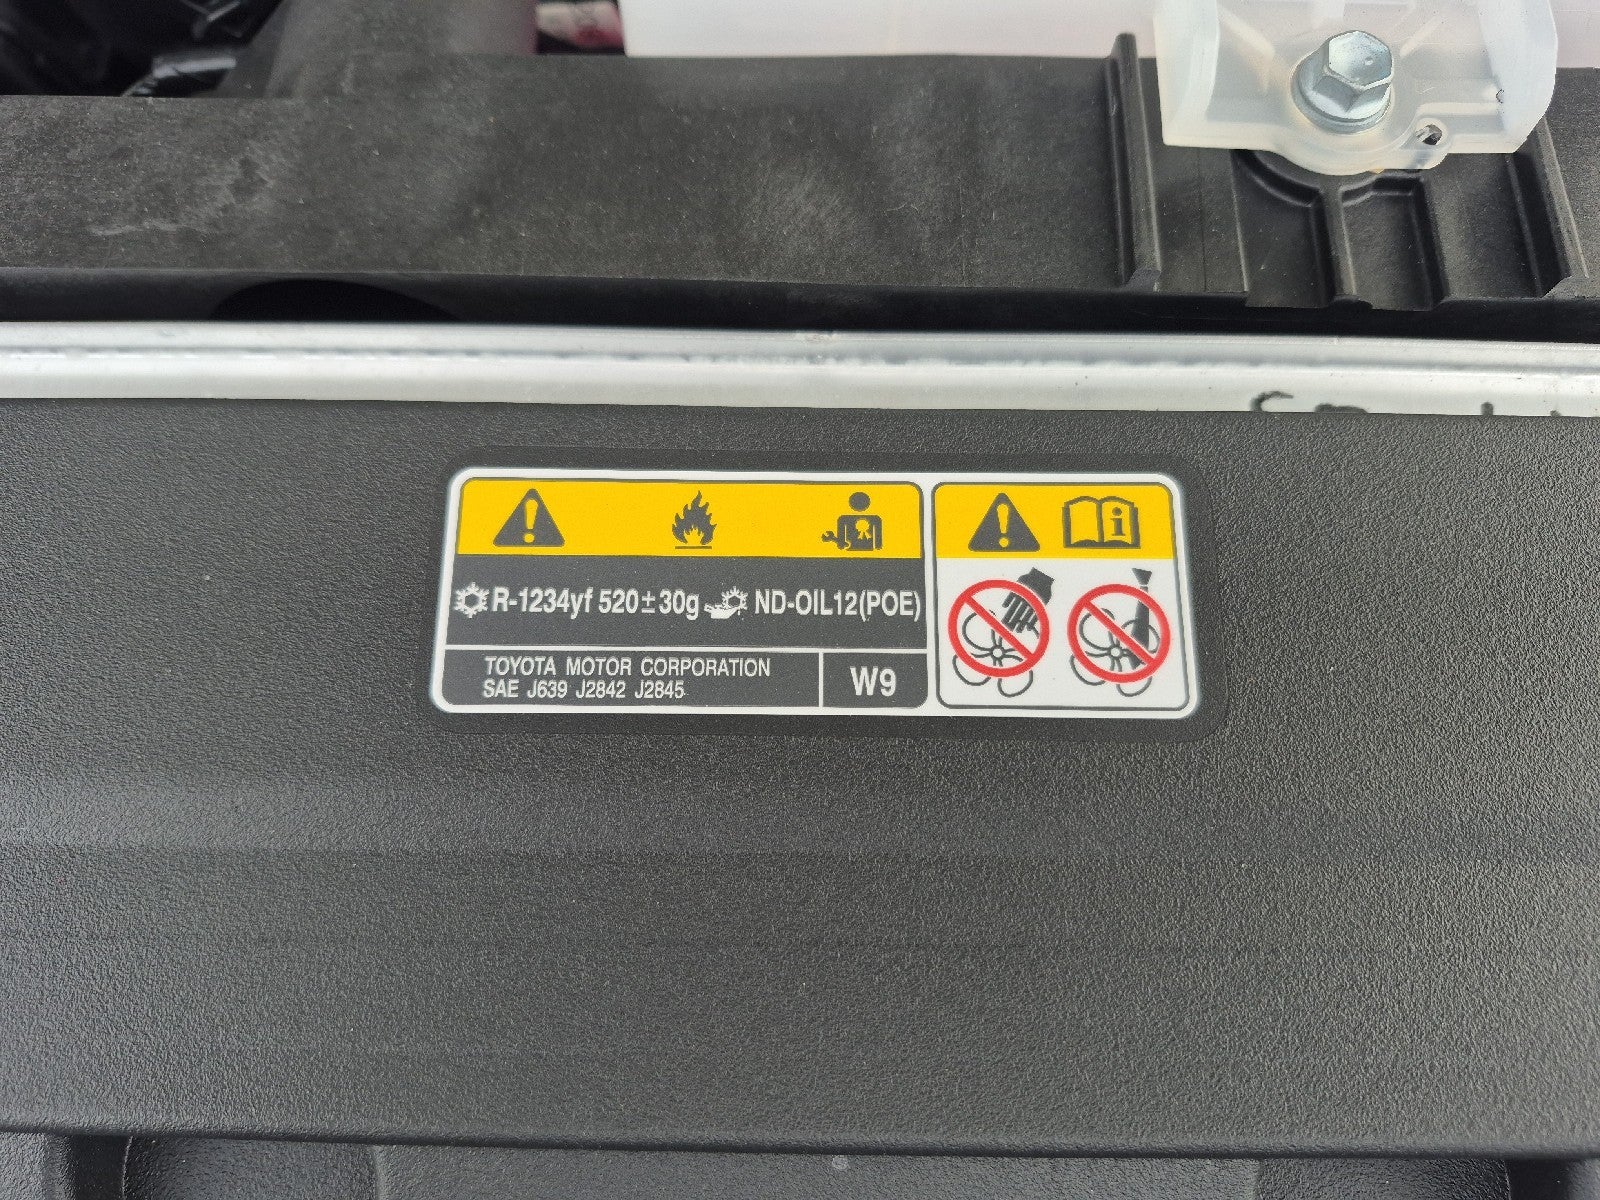 R-1234yf 520±30g ND-OIL12(POE)
TOYOTA MOTOR CORPORATION
SAE J639 J2842 J2845
W9